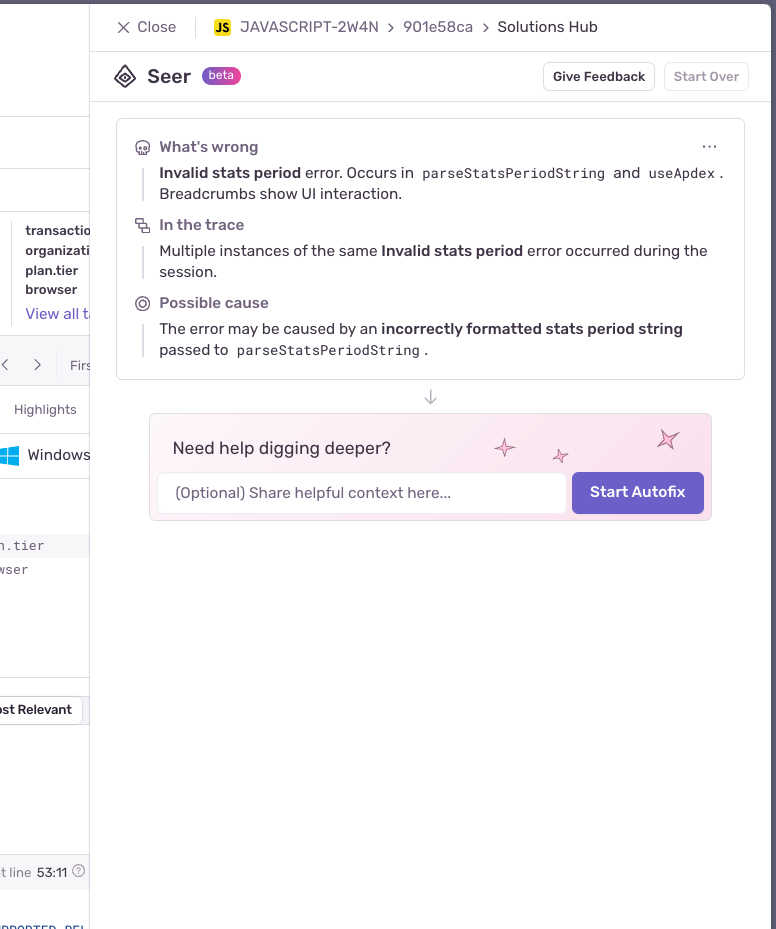 Close
JS JAVASCRIPT-2W4N > 901e58ca > Solutions Hub
Seer beta
Give Feedback
Start Over
What's wrong
Invalid stats period error. Occurs in parseStatsPeriodString and useApdex.
Breadcrumbs show UI interaction.
In the trace
Multiple instances of the same Invalid stats period error occurred during the
session.
Possible cause
The error may be caused by an incorrectly formatted stats period string
passed to parseStatsPeriodString.
Need help digging deeper?
(Optional) Share helpful context here...
Start Autofix
transactio
organizati
plan.tier
browser
View all ta
Firs
Highlights
Windows
n.tier
wser
ost Relevant
t line 53:11